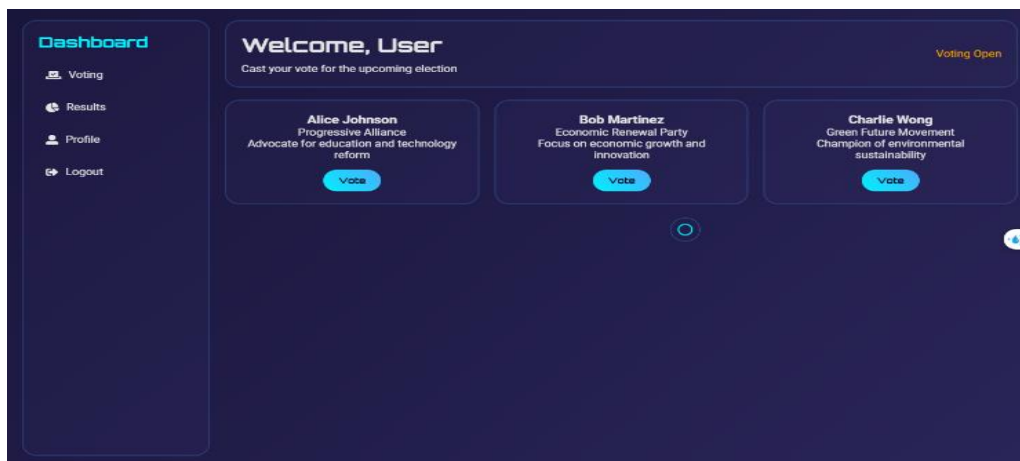 Dashboard
Voting
Results
Profile
Logout
Welcome, User
Cast your vote for the upcoming election
Voting Open
Alice Johnson
Progressive Alliance
Advocate for education and technology
reform
Vote
Bob Martinez
Economic Renewal Party
Focus on economic growth and
innovation
Vote
Charlie Wong
Green Future Movement
Champion of environmental
sustainability
Vote